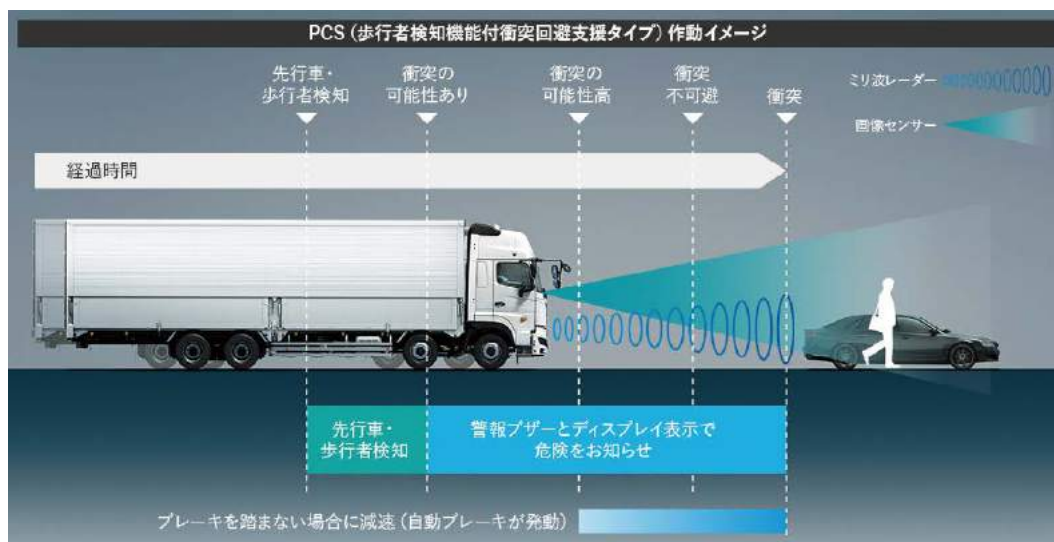 PCS（歩行者検知機能付衝突回避支援タイプ）作動イメージ
先行車・
歩行者検知
衝突の
可能性あり
衝突の
可能性高
衝突
不可避
衝突
ミリ波レーダー
画像センサー
経過時間
先行車・
歩行者検知
警報ブザーとディスプレイ表示で
危険をお知らせ
ブレーキを踏まない場合に減速（自動ブレーキが発動）